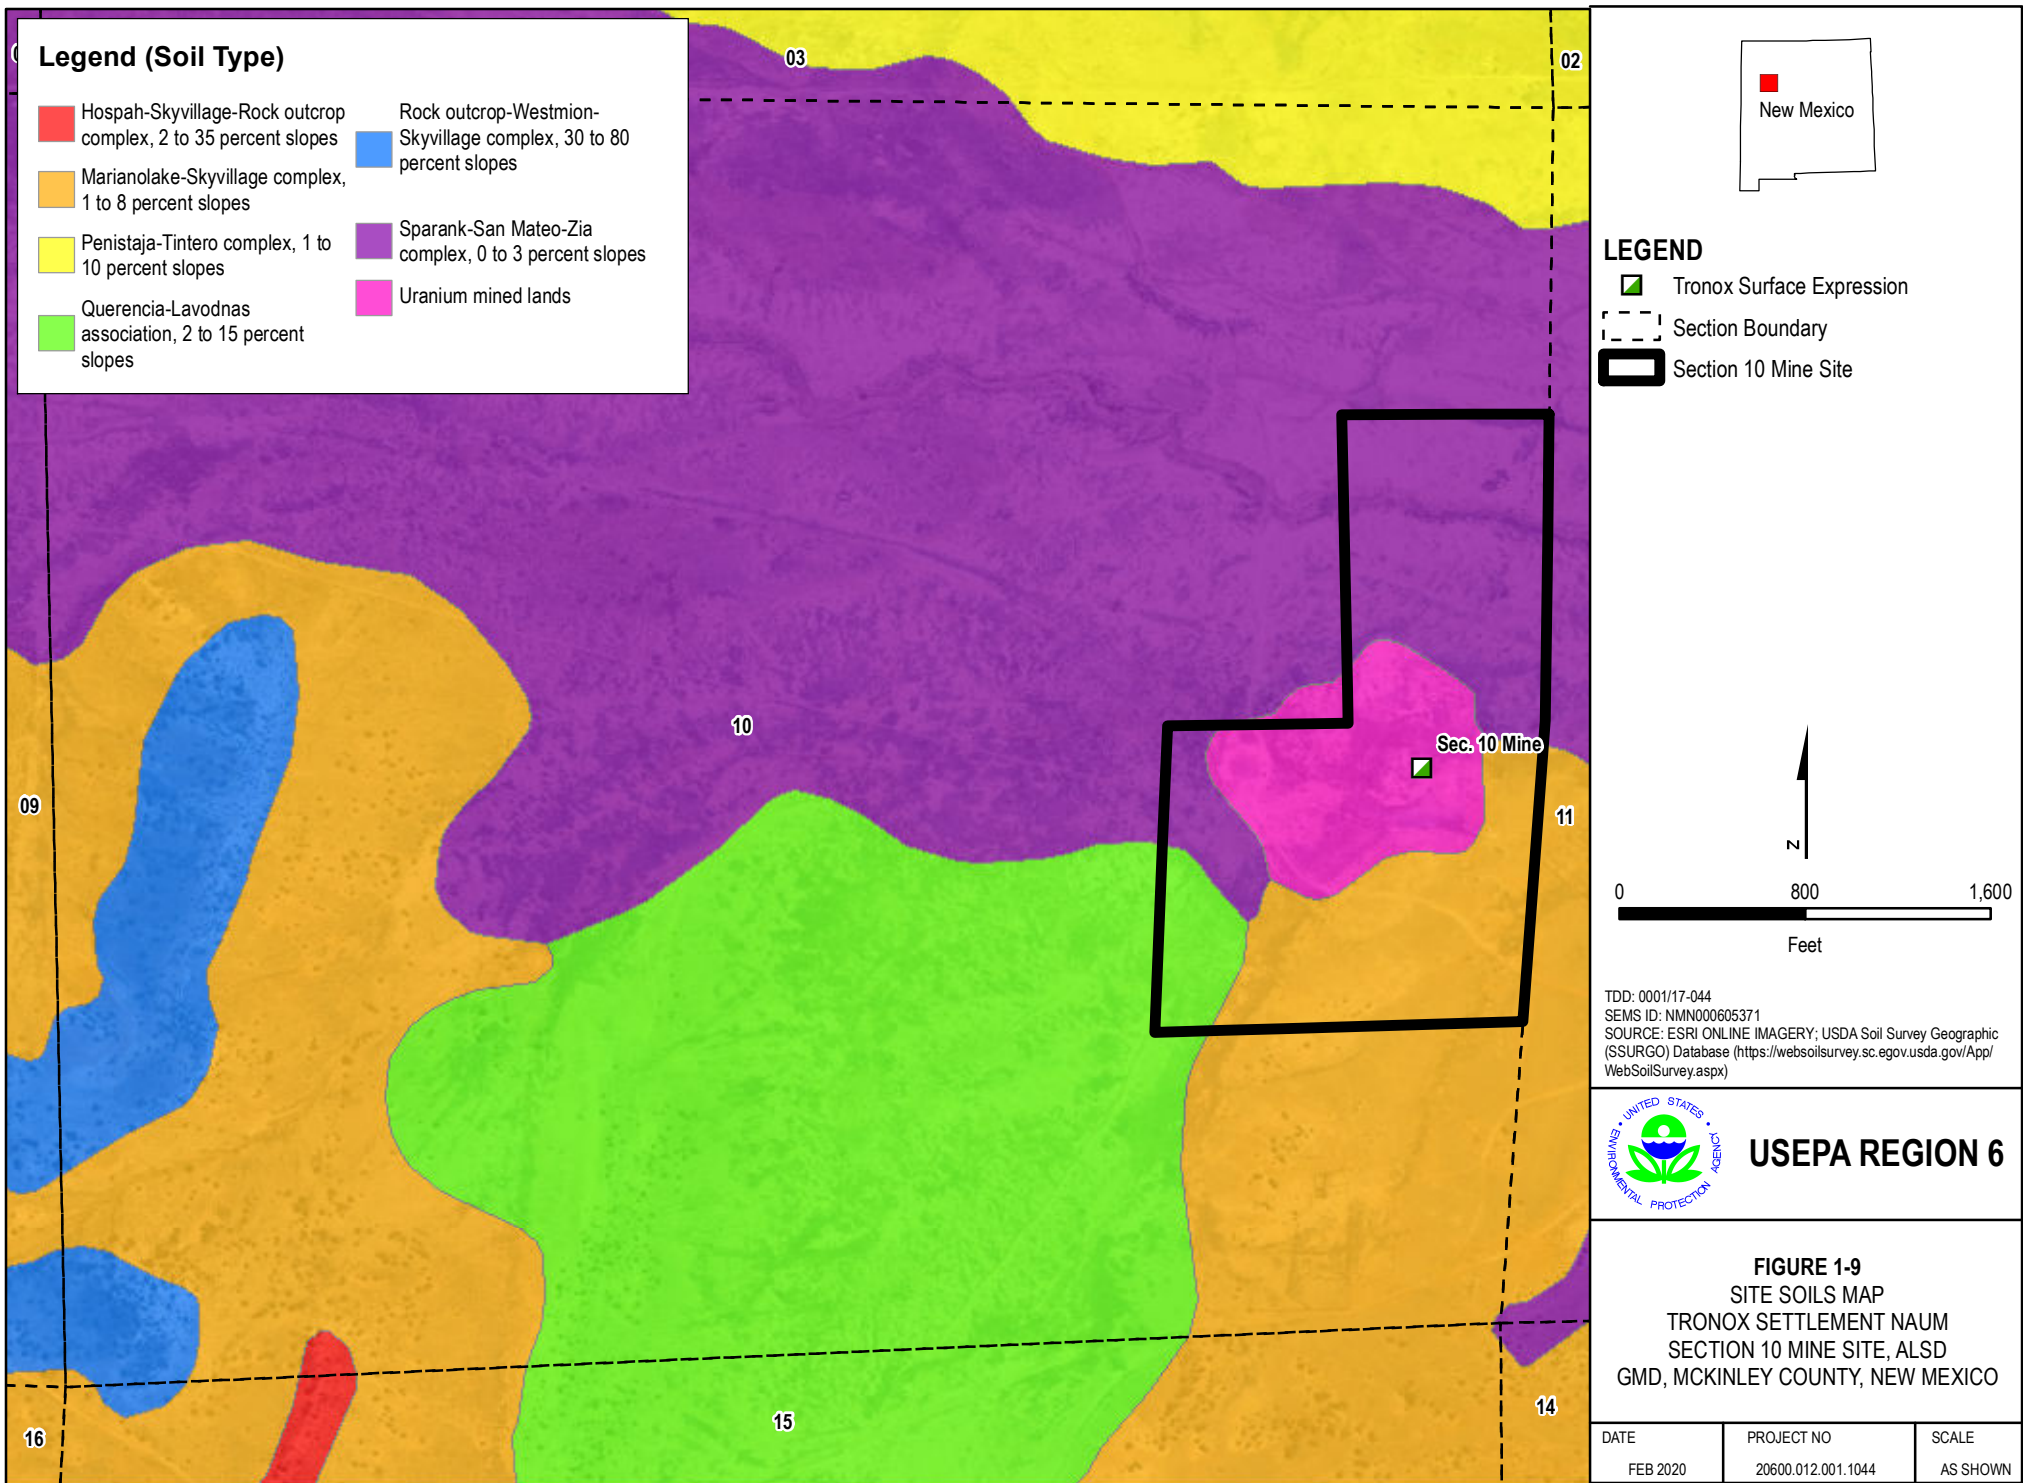 Legend (Soil Type)
Hospah-Skyvillage-Rock outcrop
complex, 2 to 35 percent slopes
Marianolake-Skyvillage complex,
1 to 8 percent slopes
Penistaja-Tintero complex, 1 to
10 percent slopes
Querencia-Lavodnas
association, 2 to 15 percent
slopes
Rock outcrop-Westmion-
Skyvillage complex, 30 to 80
percent slopes
Sparank-San Mateo-Zia
complex, 0 to 3 percent slopes
Uranium mined lands
03
02
10
Sec. 10 Mine
09
11
15
14
16
New Mexico
LEGEND
Tronox Surface Expression
Section Boundary
Section 10 Mine Site
N
0 800 1,600
Feet
TDD: 0001/17-044
SEMS ID: NMN000605371
SOURCE: ESRI ONLINE IMAGERY; USDA Soil Survey Geographic
(SSURGO) Database (https://websoilsurvey.sc.egov.usda.gov/App/
WebSoilSurvey.aspx)
UNITED STATES
ENVIRONMENTAL PROTECTION AGENCY
USEPA REGION 6
FIGURE 1-9
SITE SOILS MAP
TRONOX SETTLEMENT NAUM
SECTION 10 MINE SITE, ALSD
GMD, MCKINLEY COUNTY, NEW MEXICO
DATE
FEB 2020
PROJECT NO
20600.012.001.1044
SCALE
AS SHOWN